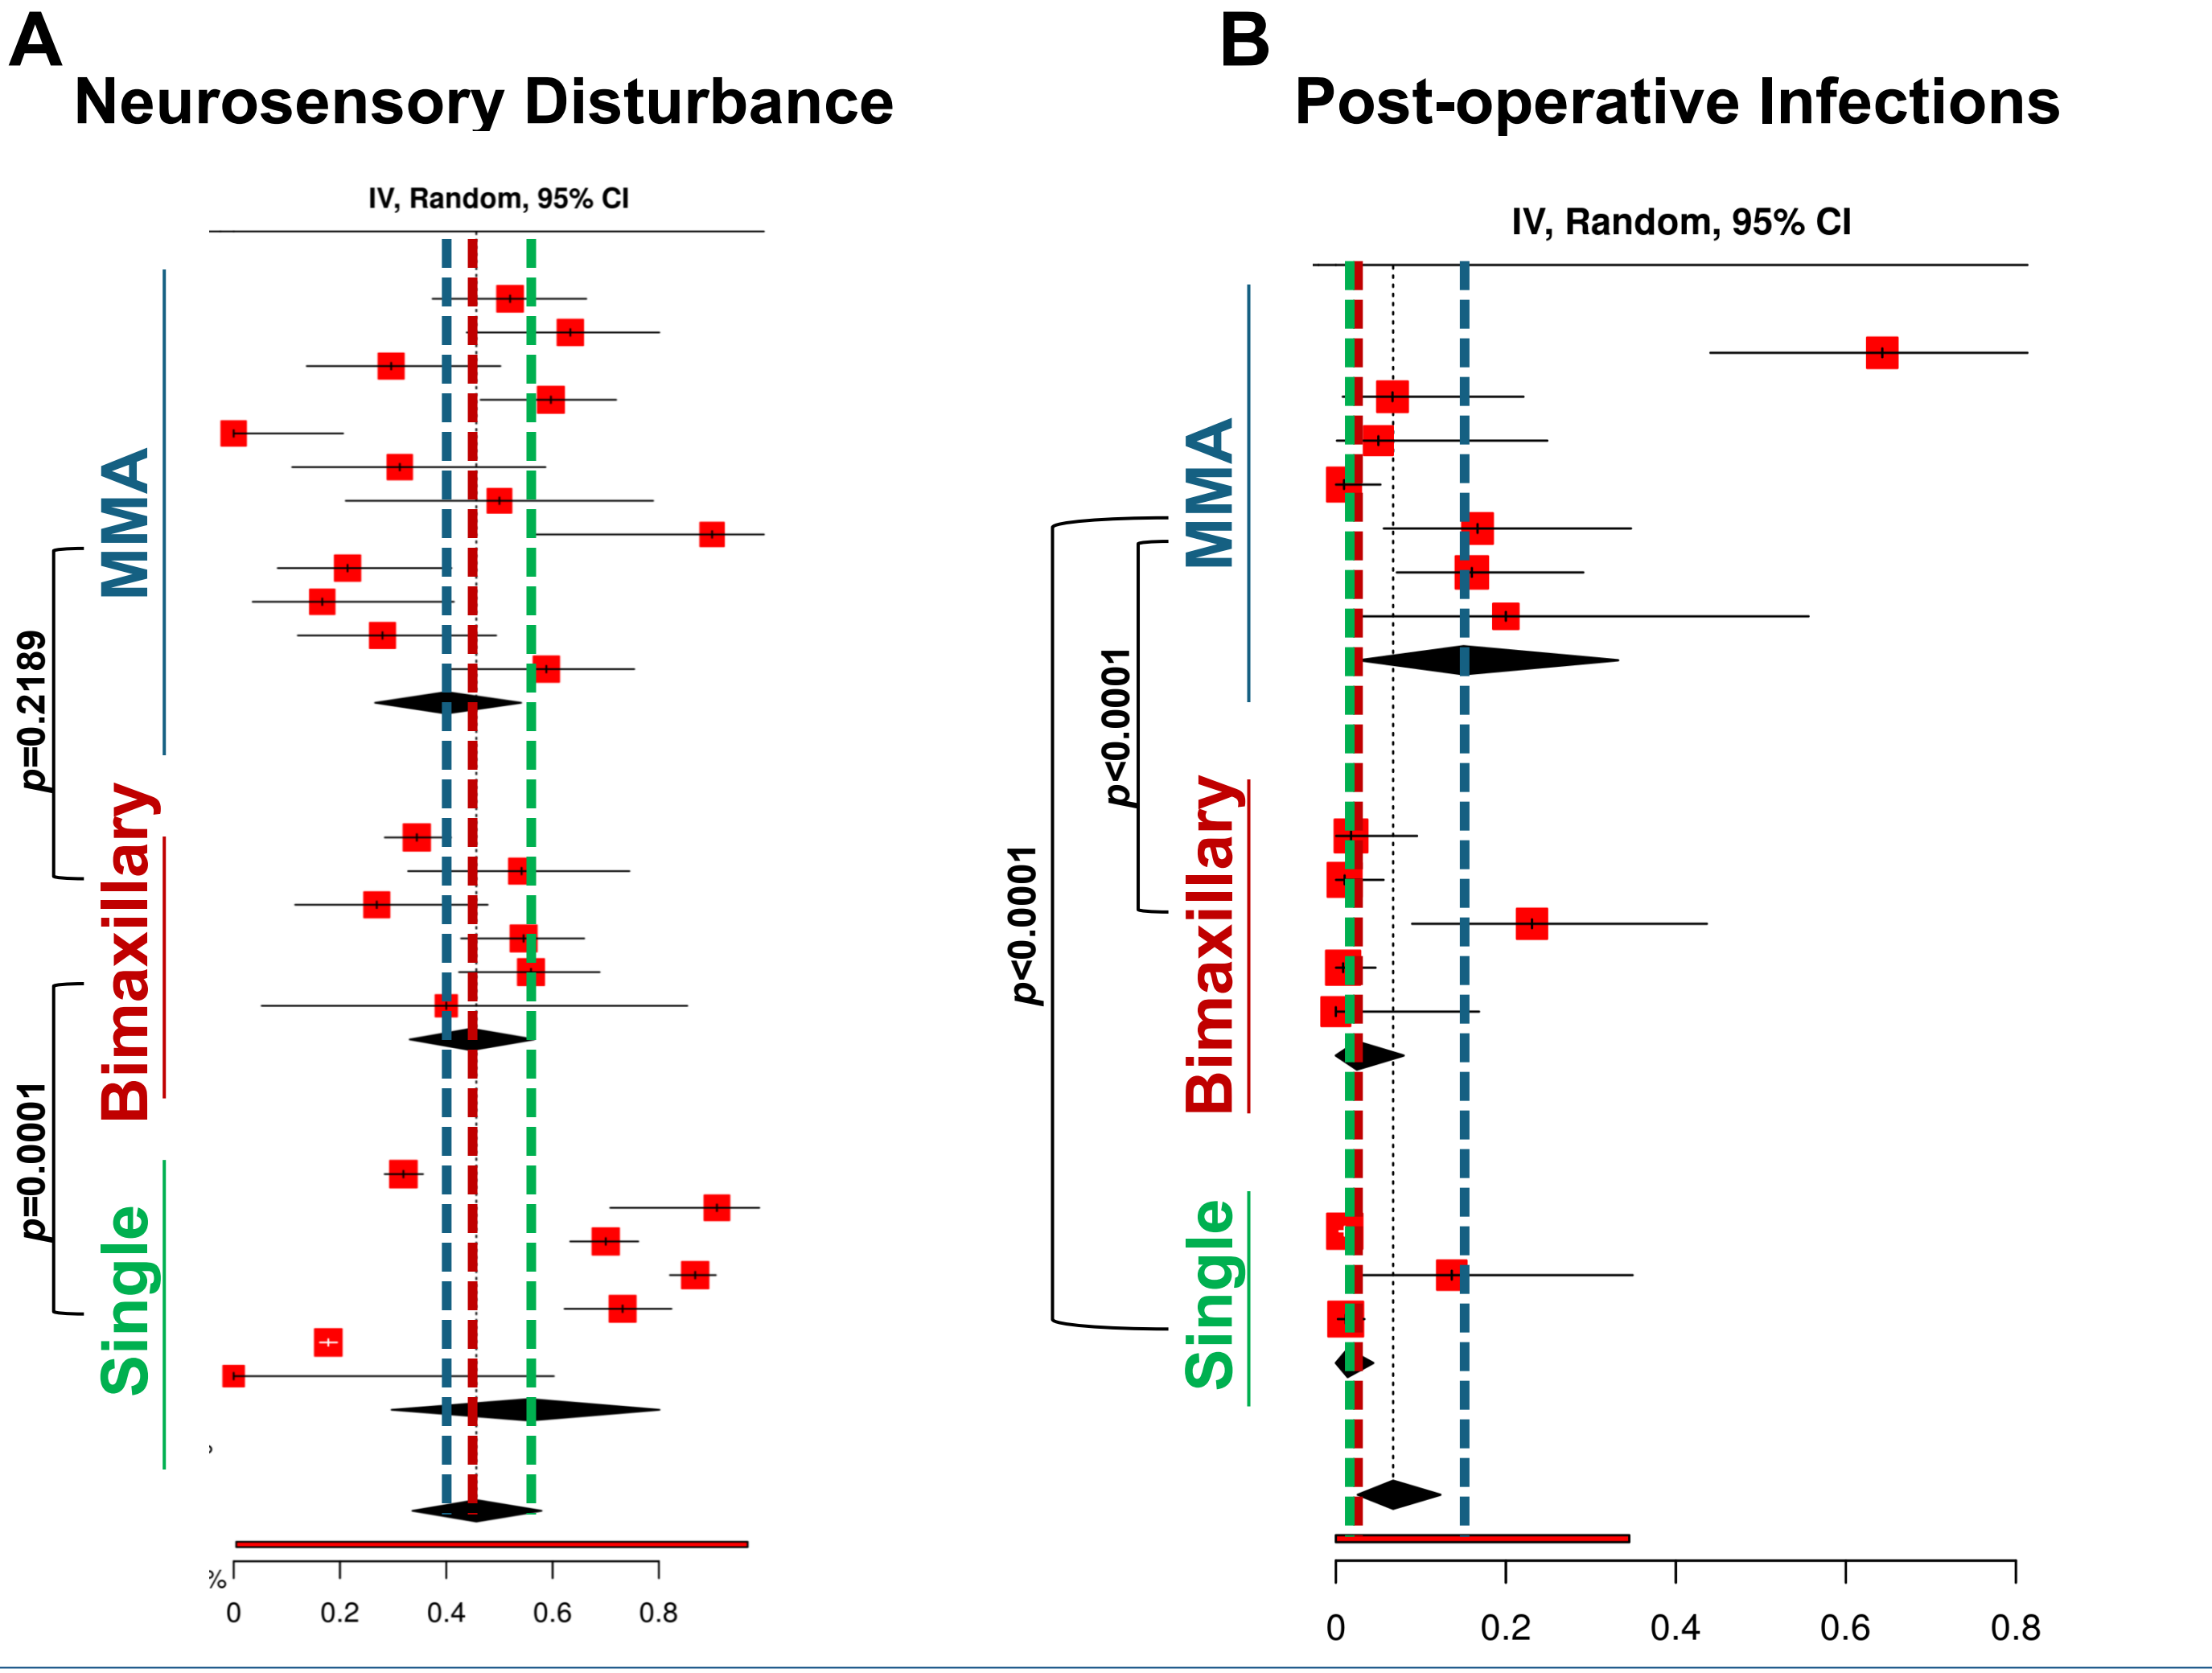 A
Neurosensory Disturbance
IV, Random, 95% CI
MMA
Bimaxillary
Single
p=0.2189
p=0.0001
%
0 0.2 0.4 0.6 0.8
B
Post-operative Infections
IV, Random, 95% CI
MMA
Bimaxillary
Single
p<0.0001
p<0.0001
0 0.2 0.4 0.6 0.8